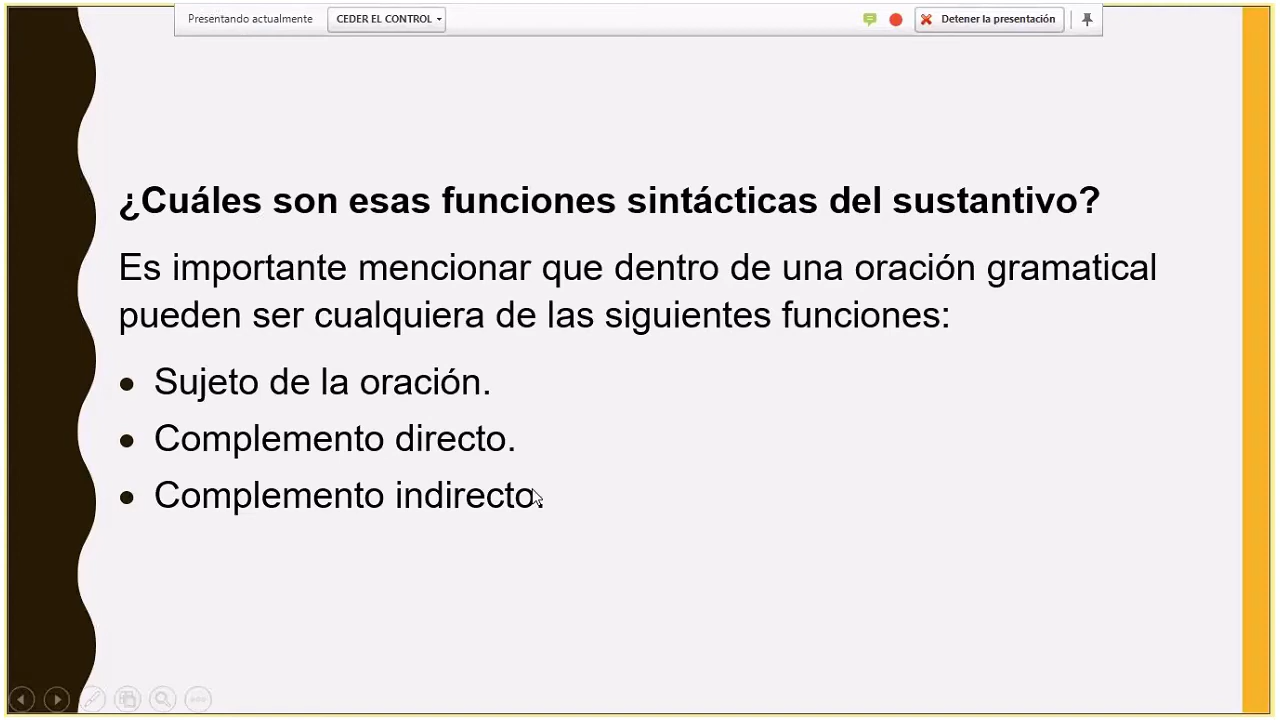 Presentando actualmente CEDER EL CONTROL Detener la presentación
¿Cuáles son esas funciones sintácticas del sustantivo?
Es importante mencionar que dentro de una oración gramatical
pueden ser cualquiera de las siguientes funciones:
• Sujeto de la oración.
• Complemento directo.
• Complemento indirecto.